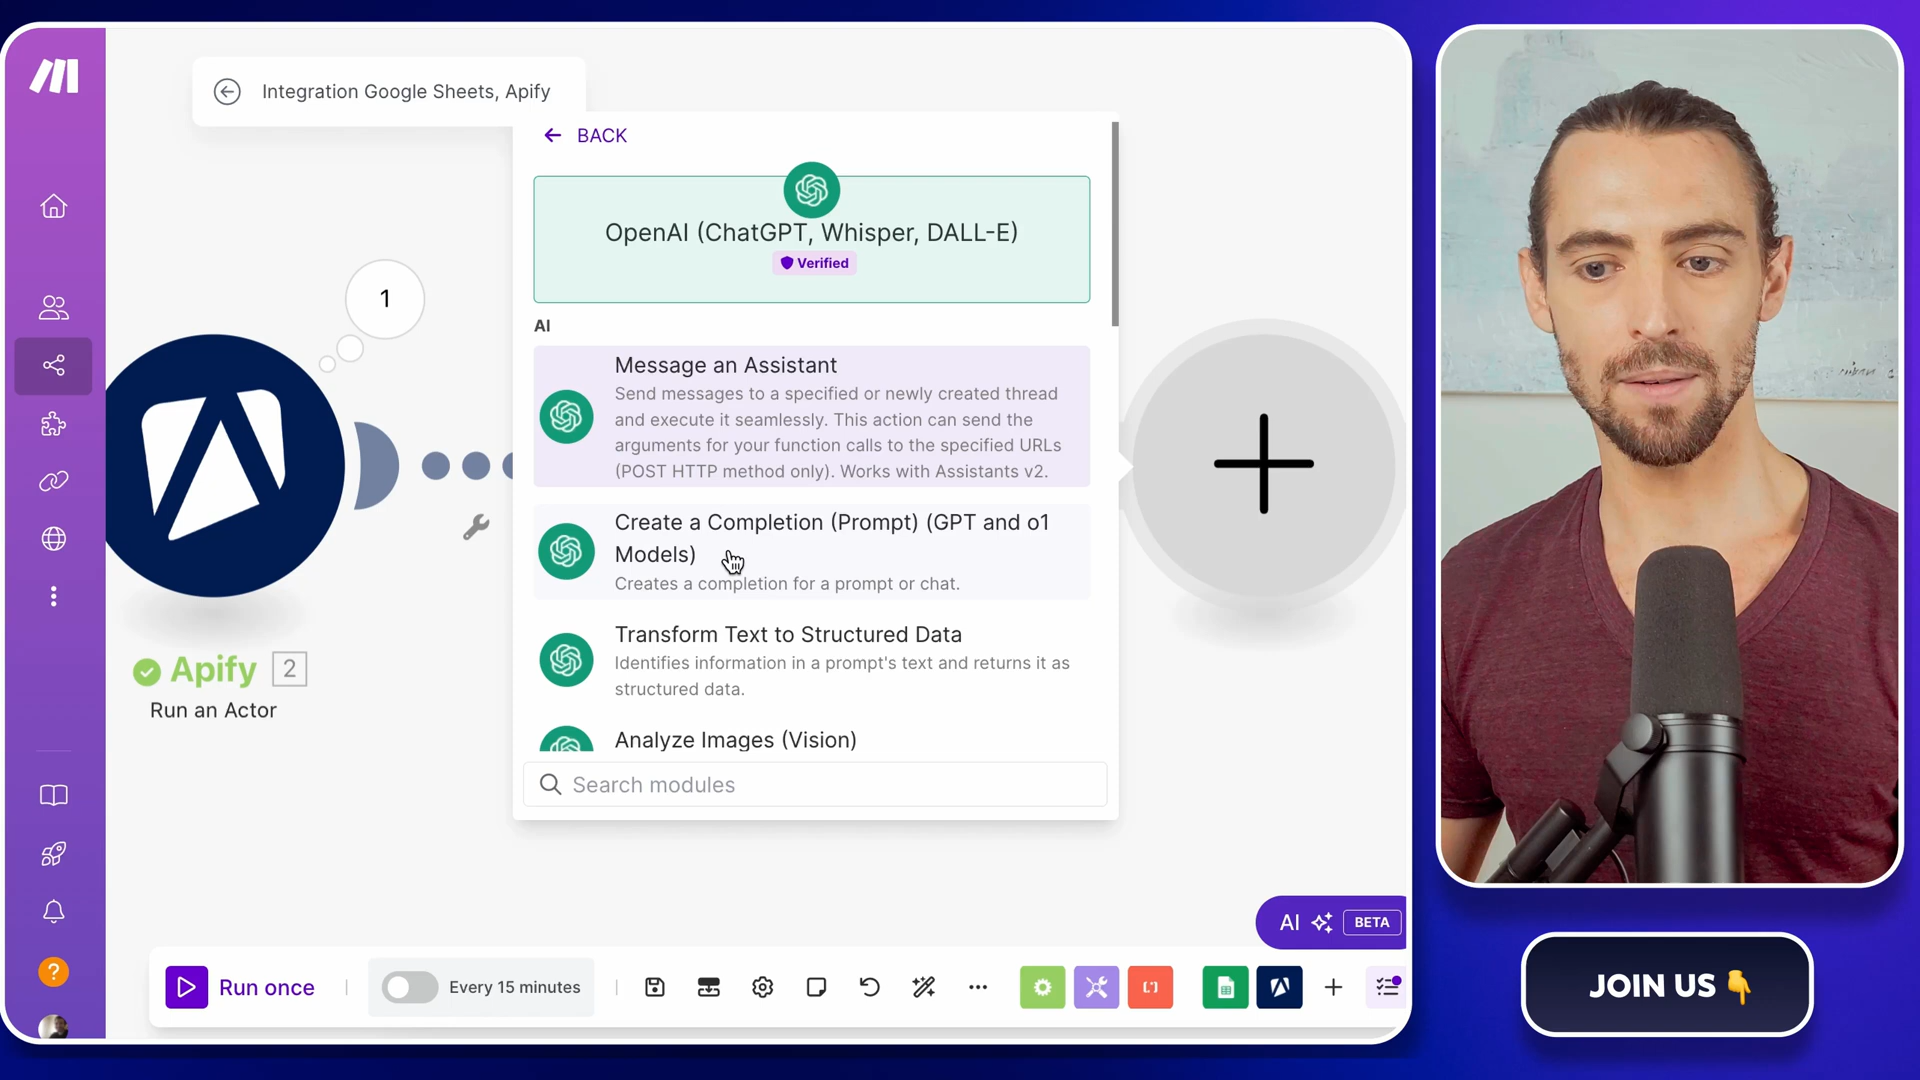 Integration Google Sheets, Apify
BACK
OpenAI (ChatGPT, Whisper, DALL-E)
Verified
AI
Message an Assistant
Send messages to a specified or newly created thread
and execute it seamlessly. This action can send the
arguments for your function calls to the specified URLs
(POST HTTP method only). Works with Assistants v2.
Create a Completion (Prompt) (GPT and o1
Models)
Creates a completion for a prompt or chat.
Transform Text to Structured Data
Identifies information in a prompt's text and returns it as
structured data.
Analyze Images (Vision)
Search modules
1
Apify 2
Run an Actor
AI BETA
?
Run once
Every 15 minutes
JOIN US